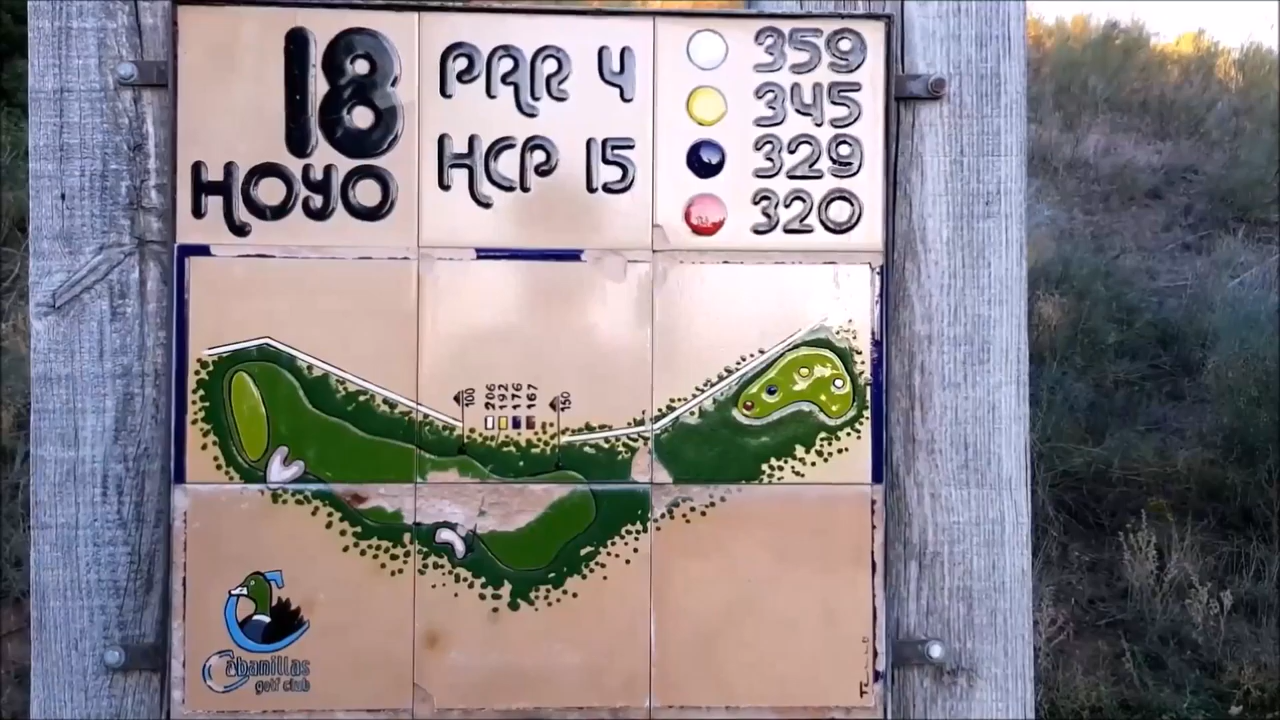 18
HOYO
PAR 4
HCP 15
359
345
329
320
100
206
192
176
167
150
Cabanillas
golf club
TELLO